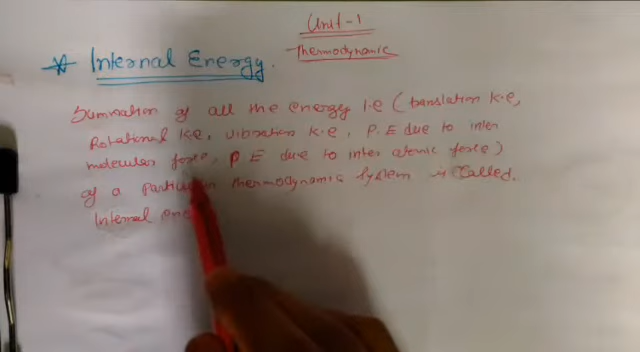 Unit-1
Thermodynamic
* Internal Energy.
Summation of all the energy i.e (translation k.e,
Rotational k.e, vibration k.e, P.E due to inter
molecular force, P E due to inter atomic force)
of a particular thermodynamic System is Called.
Internal ene